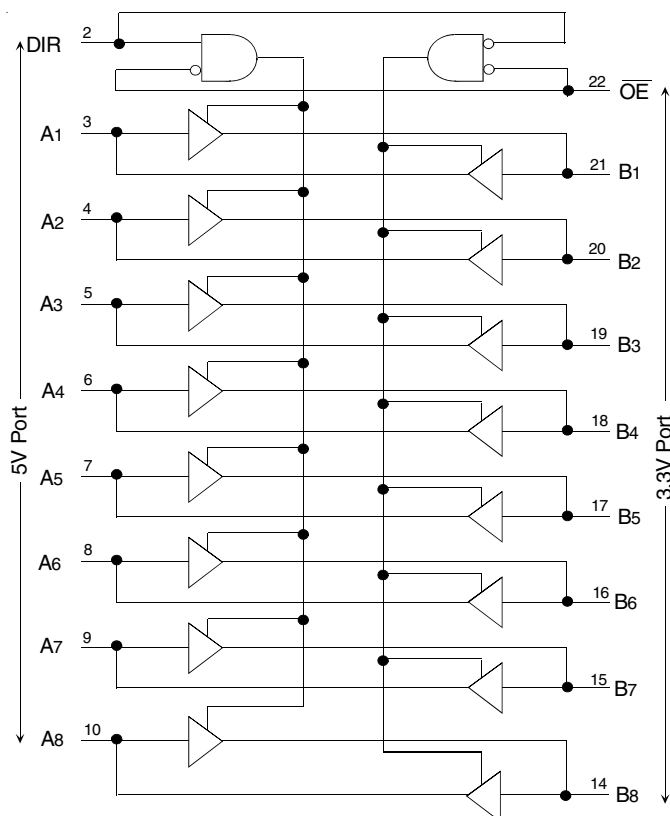 DIR 2
22 OE
A1 3
21 B1
A2 4
20 B2
A3 5
19 B3
A4 6
18 B4
5V Port
3.3V Port
A5 7
17 B5
A6 8
16 B6
A7 9
15 B7
A8 10
14 B8